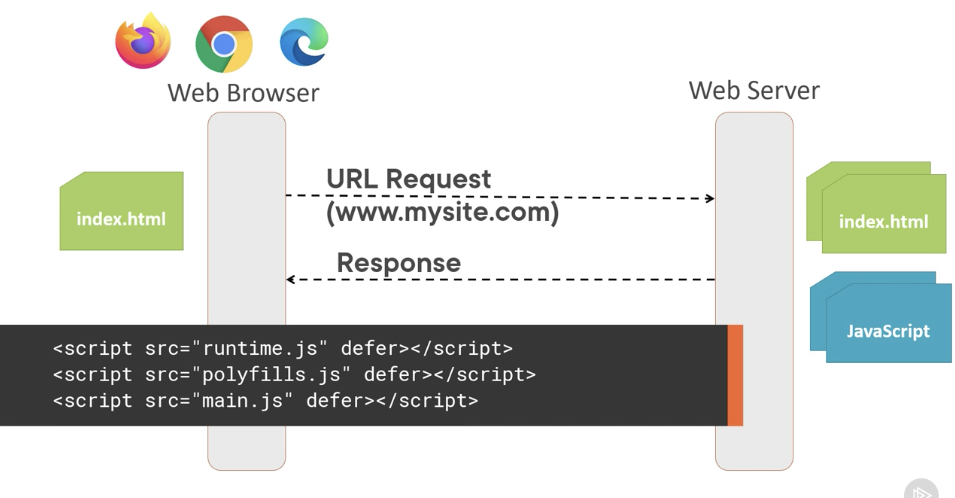 Web Browser
Web Server
index.html
URL Request
(www.mysite.com)
index.html
Response
JavaScript
<script src="runtime.js" defer></script>
<script src="polyfills.js" defer></script>
<script src="main.js" defer></script>